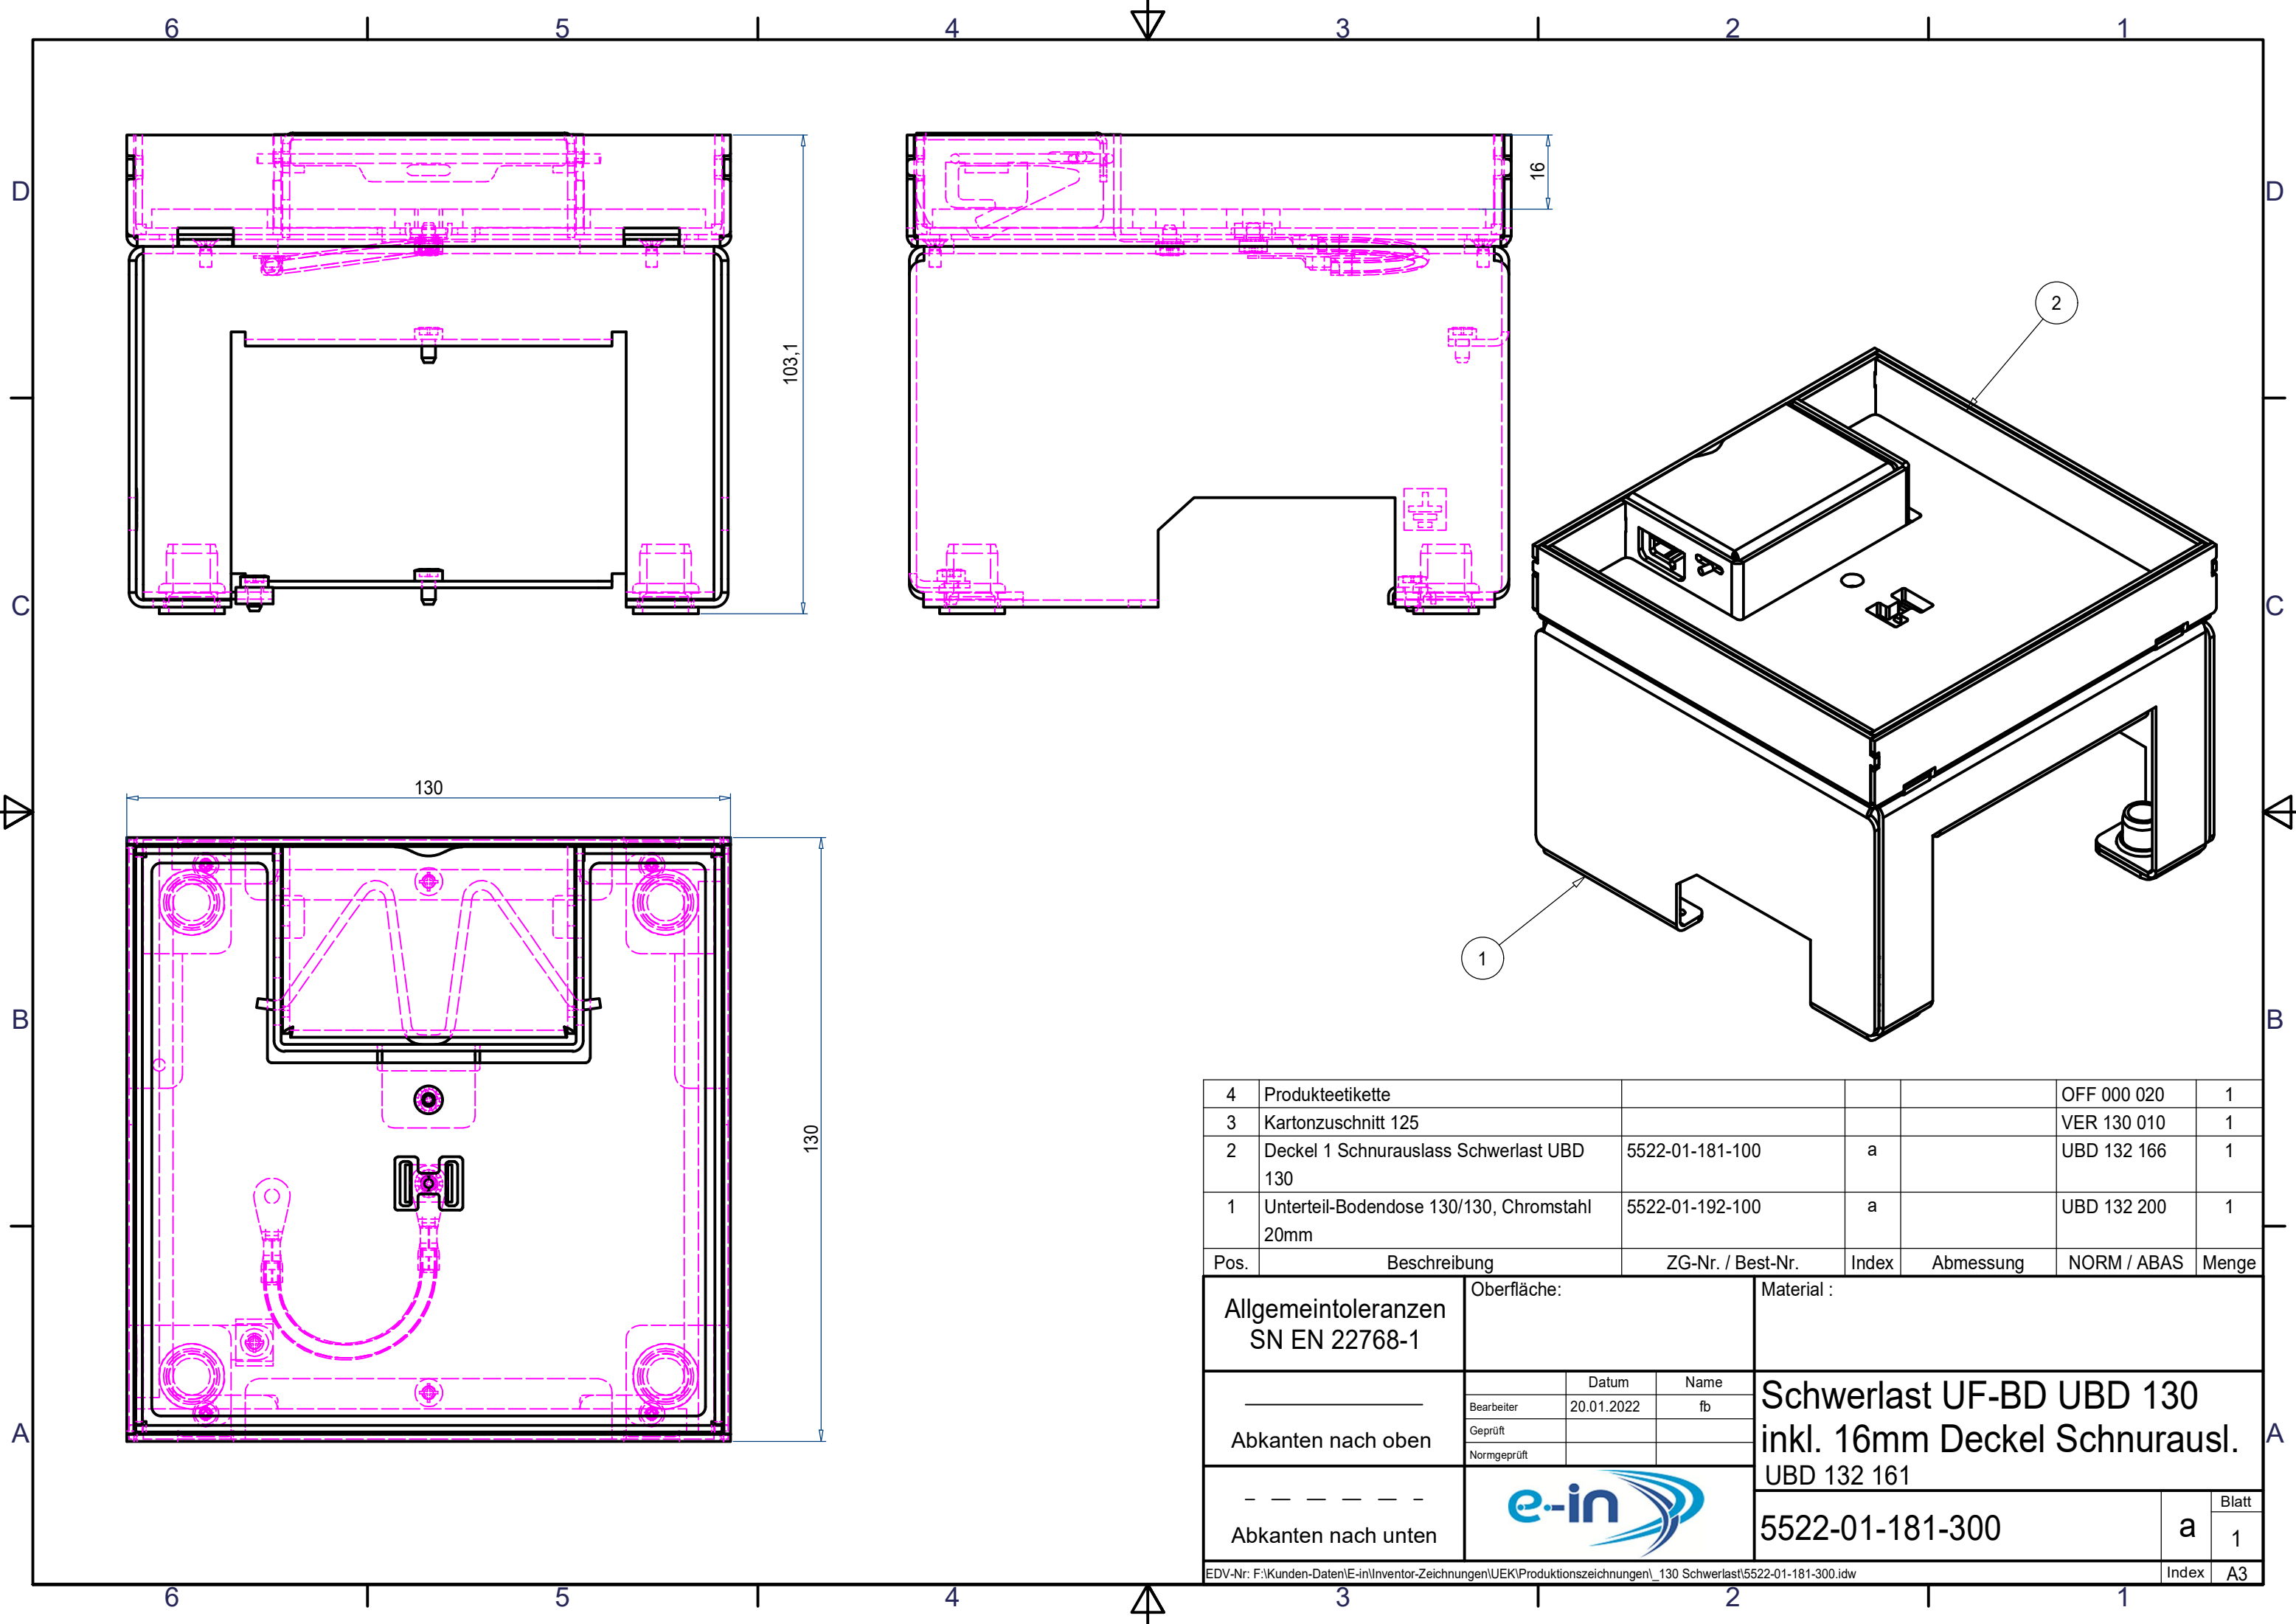 6 5 4 3 2 1
D D
16
103,1
2
C C
130
130
1
B B
4 Produkteetikette OFF 000 020 1
3 Kartonzuschnitt 125 VER 130 010 1
2 Deckel 1 Schnurauslass Schwerlast UBD 5522-01-181-100 a UBD 132 166 1
130
1 Unterteil-Bodendose 130/130, Chromstahl 5522-01-192-100 a UBD 132 200 1
20mm
Pos. Beschreibung ZG-Nr. / Best-Nr. Index Abmessung NORM / ABAS Menge
Allgemeintoleranzen
SN EN 22768-1
Oberfläche:
Material :
Abkanten nach oben
Datum Name
Bearbeiter 20.01.2022 fb
Geprüft
Normgeprüft
Schwerlast UF-BD UBD 130
inkl. 16mm Deckel Schnurausl.
UBD 132 161
A A
Abkanten nach unten
e-in
5522-01-181-300
a
Blatt
1
EDV-Nr: F:\Kunden-Daten\E-in\Inventor-Zeichnungen\UEK\Produktionszeichnungen\_130 Schwerlast\5522-01-181-300.idw
Index A3
6 5 4 3 2 1